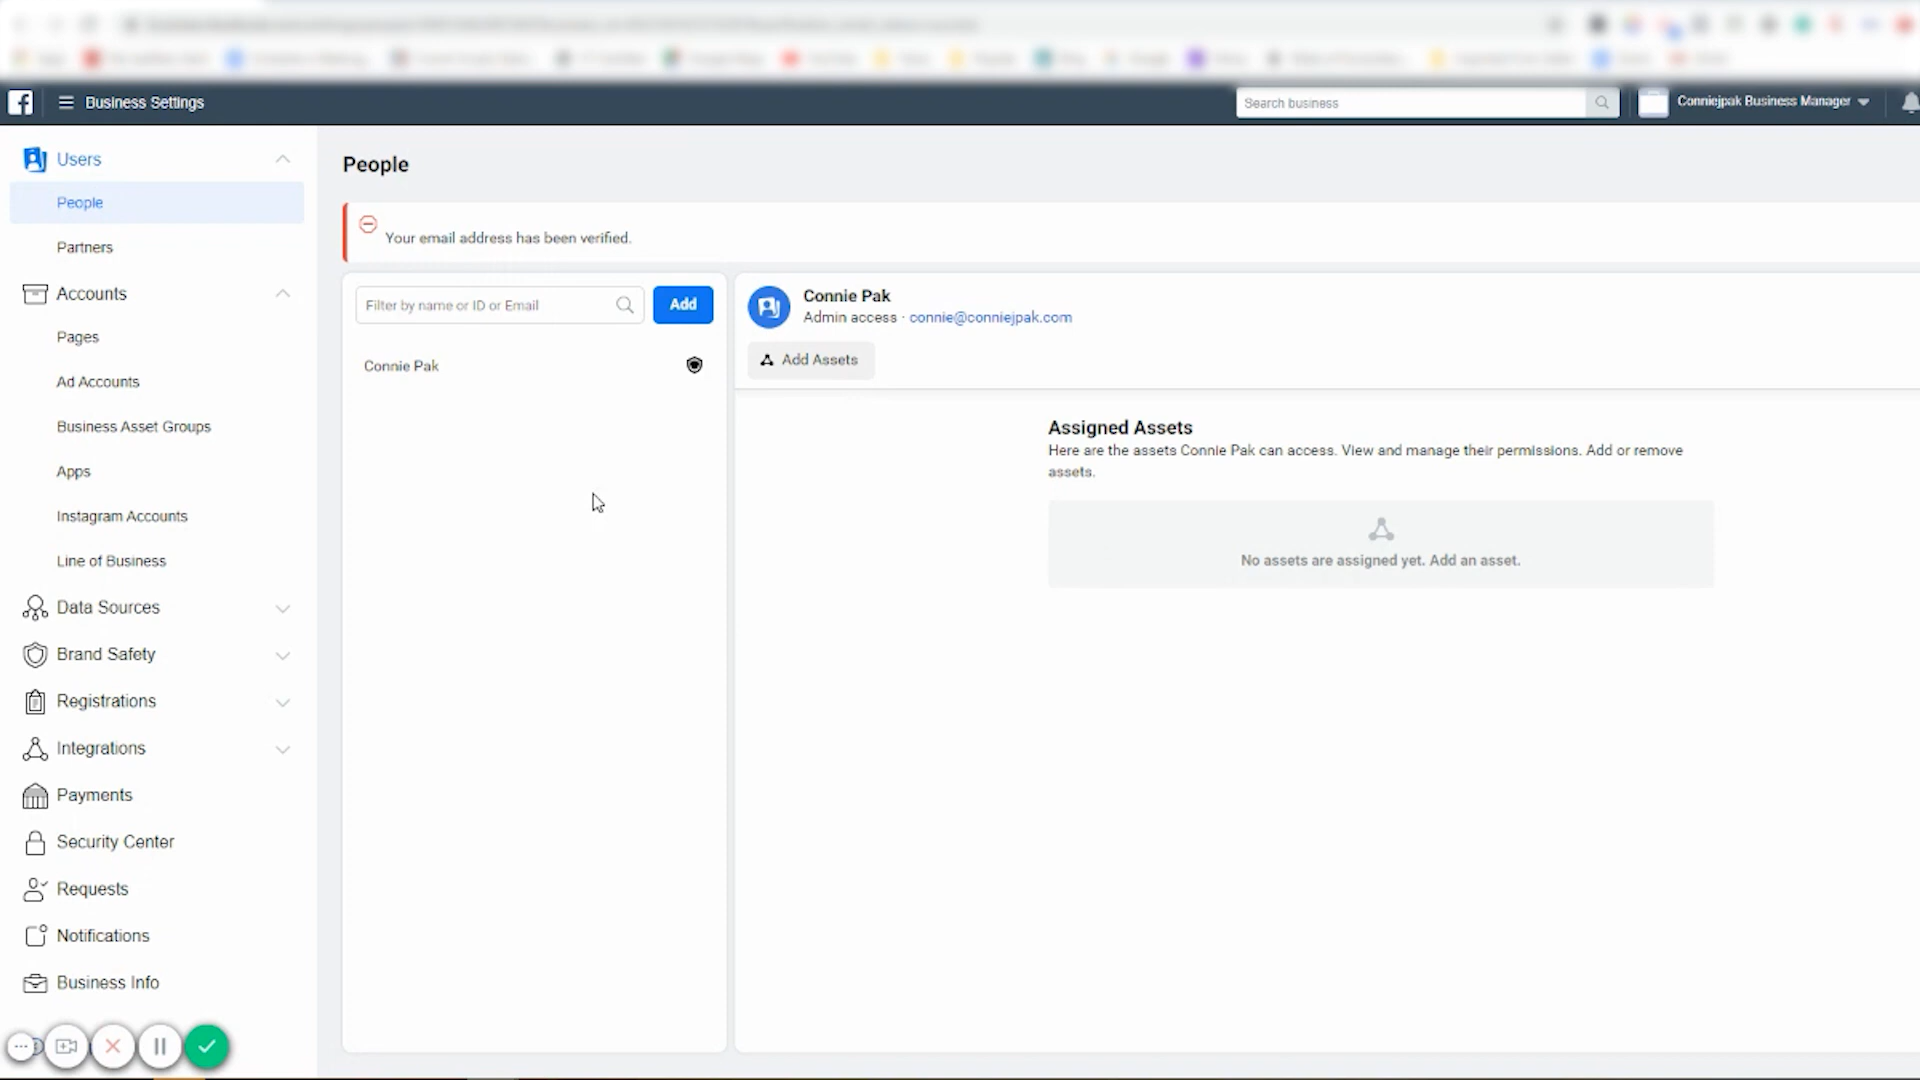 Business Settings
Search business
Conniejpak Business Manager
Users
People
Partners
Accounts
Pages
Ad Accounts
Business Asset Groups
Apps
Instagram Accounts
Line of Business
Data Sources
Brand Safety
Registrations
Integrations
Payments
Security Center
Requests
Notifications
Business Info
People
Your email address has been verified.
Filter by name or ID or Email
Add
Connie Pak
Connie Pak
Admin access · connie@conniejpak.com
Add Assets
Assigned Assets
Here are the assets Connie Pak can access. View and manage their permissions. Add or remove
assets.
No assets are assigned yet. Add an asset.